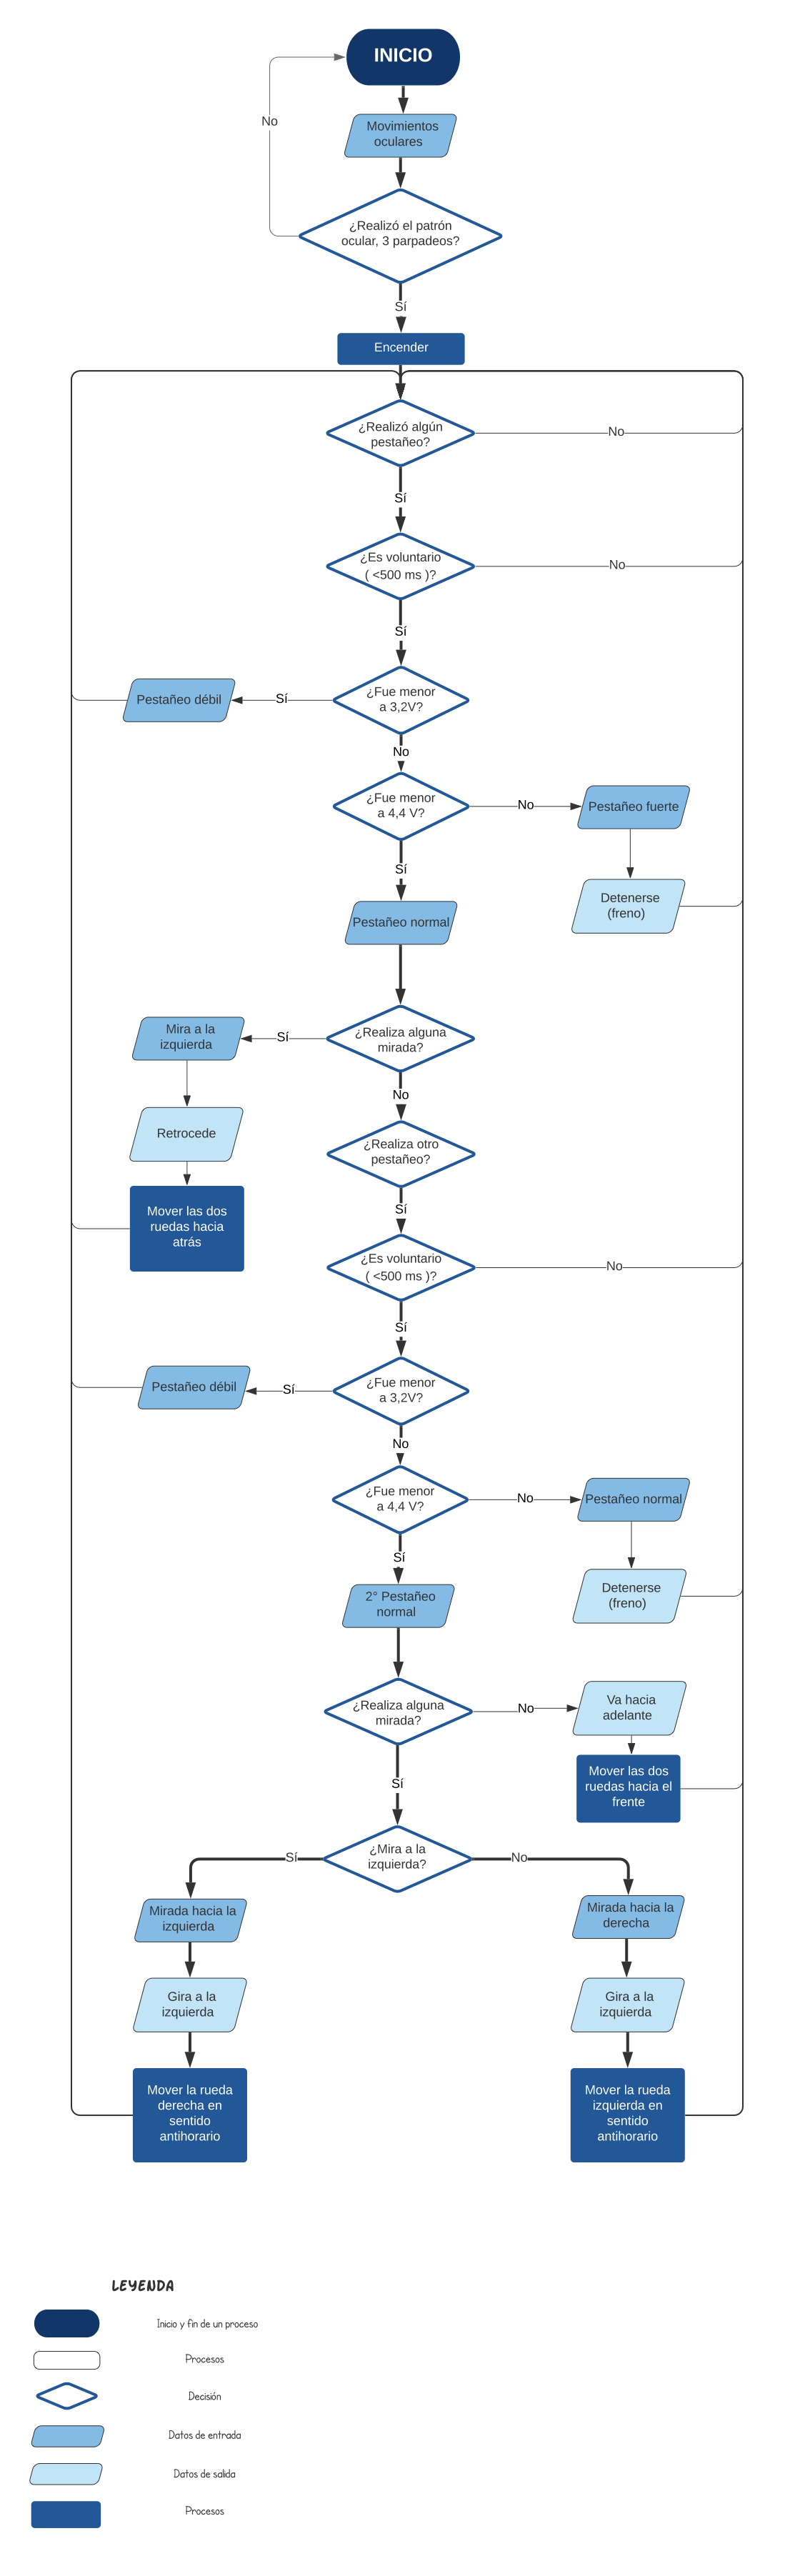 INICIO
No
Movimientos
oculares
¿Realizó el patrón
ocular, 3 parpadeos?
Sí
Encender
¿Realizó algún
pestañeo?
No
Sí
¿Es voluntario
( <500 ms )?
No
Sí
¿Fue menor
a 3,2V?
Sí
Pestañeo débil
No
¿Fue menor
a 4,4 V?
No
Pestañeo fuerte
Sí
Detenerse
(freno)
Pestañeo normal
¿Realiza alguna
mirada?
Sí
Mira a la
izquierda
No
Retrocede
¿Realiza otro
pestañeo?
Mover las dos
ruedas hacia
atrás
Sí
¿Es voluntario
( <500 ms )?
No
Sí
¿Fue menor
a 3,2V?
Sí
Pestañeo débil
No
¿Fue menor
a 4,4 V?
No
Pestañeo normal
Sí
Detenerse
(freno)
2° Pestañeo
normal
¿Realiza alguna
mirada?
No
Va hacia
adelante
Mover las dos
ruedas hacia el
frente
Sí
¿Mira a la
izquierda?
Sí
No
Mirada hacia la
izquierda
Mirada hacia la
derecha
Gira a la
izquierda
Gira a la
izquierda
Mover la rueda
derecha en
sentido
antihorario
Mover la rueda
izquierda en
sentido
antihorario
LEYENDA
Inicio y fin de un proceso
Procesos
Decisión
Datos de entrada
Datos de salida
Procesos